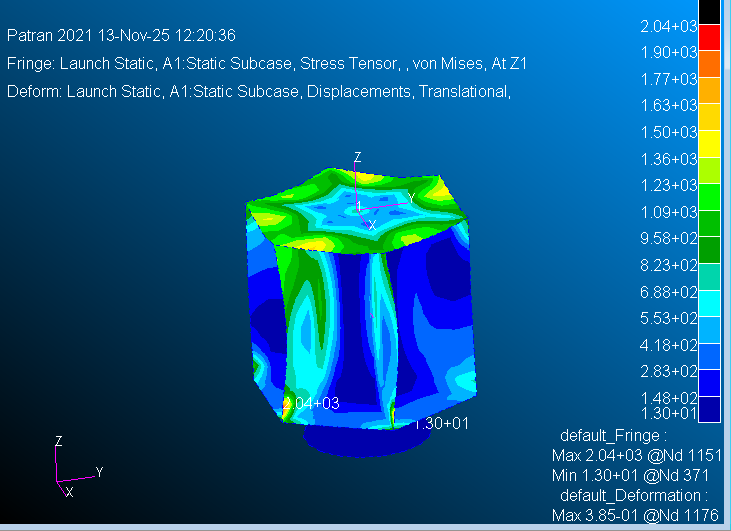 Patran 2021 13-Nov-25 12:20:36
Fringe: Launch Static, A1:Static Subcase, Stress Tensor, , von Mises, At Z1
Deform: Launch Static, A1:Static Subcase, Displacements, Translational,
2.04+03
1.90+03
1.77+03
1.63+03
1.50+03
1.36+03
1.23+03
1.09+03
9.58+02
8.23+02
6.88+02
5.53+02
4.18+02
2.83+02
1.48+02
1.30+01
Z
Y
X
2.04+03
1.30+01
Z
Y
X
default_Fringe :
Max 2.04+03 @Nd 1151
Min 1.30+01 @Nd 371
default_Deformation :
Max 3.85-01 @Nd 1176